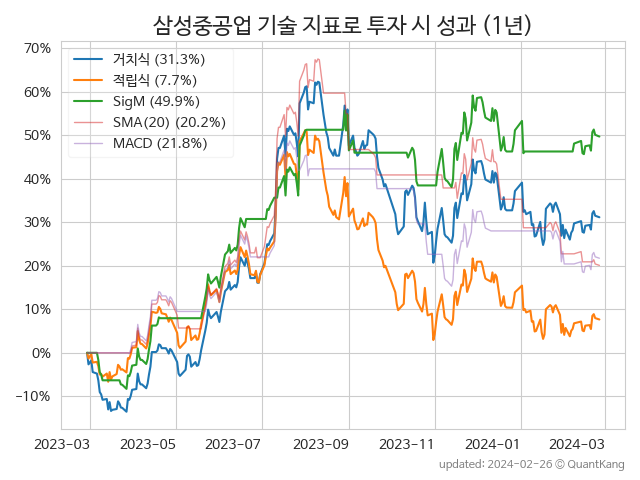 삼성중공업 기술 지표로 투자 시 성과 (1년)
70%
60%
50%
40%
30%
20%
10%
0%
−10%
거치식 (31.3%)
적립식 (7.7%)
SigM (49.9%)
SMA(20) (20.2%)
MACD (21.8%)
2023-03 2023-05 2023-07 2023-09 2023-11 2024-01 2024-03
updated: 2024-02-26 © QuantKang